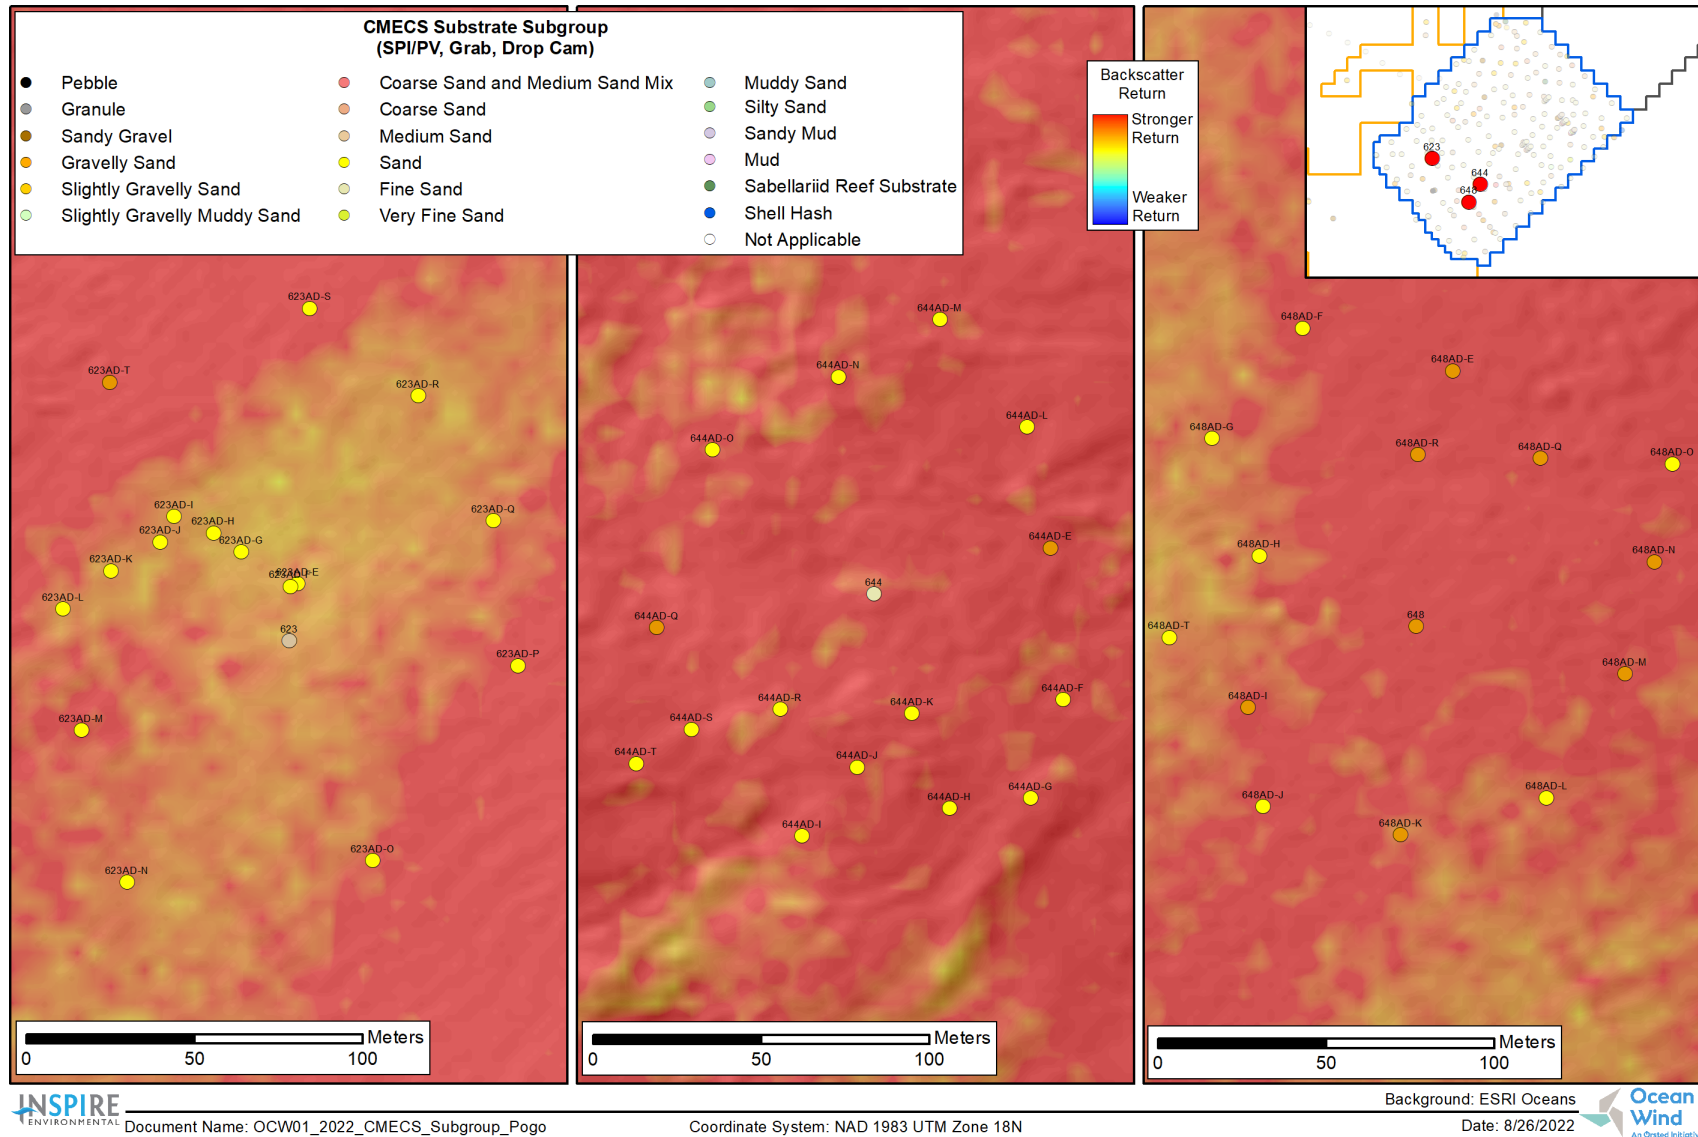 CMECS Substrate Subgroup
(SPI/PV, Grab, Drop Cam)
Pebble
Granule
Sandy Gravel
Gravelly Sand
Slightly Gravelly Sand
Slightly Gravelly Muddy Sand
Coarse Sand and Medium Sand Mix
Coarse Sand
Medium Sand
Sand
Fine Sand
Very Fine Sand
Muddy Sand
Silty Sand
Sandy Mud
Mud
Sabellariid Reef Substrate
Shell Hash
Not Applicable
Backscatter
Return
Stronger
Return
Weaker
Return
623
644
648
623AD-S
623AD-T
623AD-R
623AD-I
623AD-H
623AD-Q
623AD-J
623AD-G
623AD-K
623AD-E
623AD-L
623
623AD-P
623AD-M
623AD-O
623AD-N
Meters
0 50 100
644AD-M
644AD-N
644AD-L
644AD-O
644AD-E
644
644AD-Q
644AD-F
644AD-R
644AD-K
644AD-S
644AD-T
644AD-J
644AD-G
644AD-H
644AD-I
Meters
0 50 100
648AD-F
648AD-E
648AD-G
648AD-R
648AD-Q
648AD-O
648AD-H
648AD-N
648
648AD-T
648AD-M
648AD-I
648AD-L
648AD-J
648AD-K
Meters
0 50 100
INSPIRE
ENVIRONMENTAL
Document Name: OCW01_2022_CMECS_Subgroup_Pogo
Coordinate System: NAD 1983 UTM Zone 18N
Background: ESRI Oceans
Date: 8/26/2022
Ocean
Wind
An Ørsted Initiative